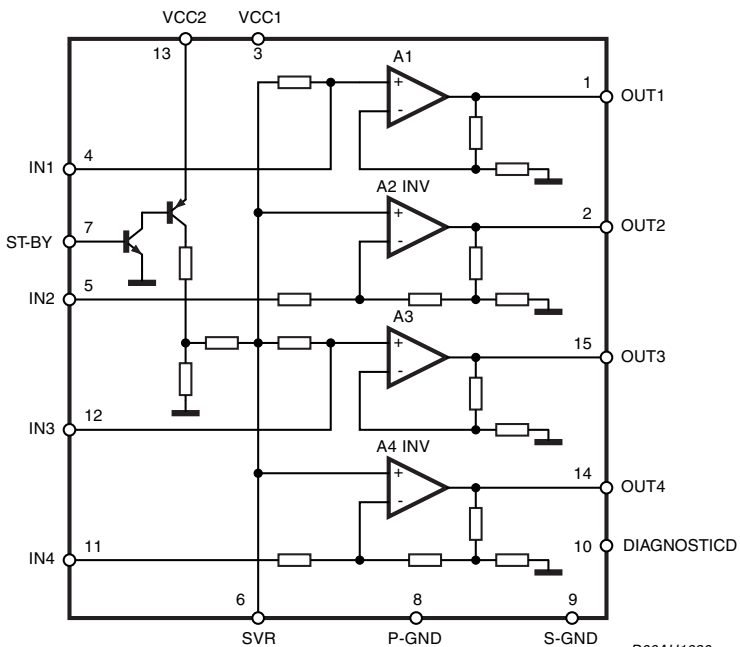 VCC2 VCC1
13 3
A1
+
-
1 OUT1
4
IN1
A2 INV
+
-
2 OUT2
7
ST-BY
5
IN2
A3
+
-
15 OUT3
12
IN3
A4 INV
+
-
14 OUT4
11
IN4
10 DIAGNOSTICD
6 8 9
SVR P-GND S-GND